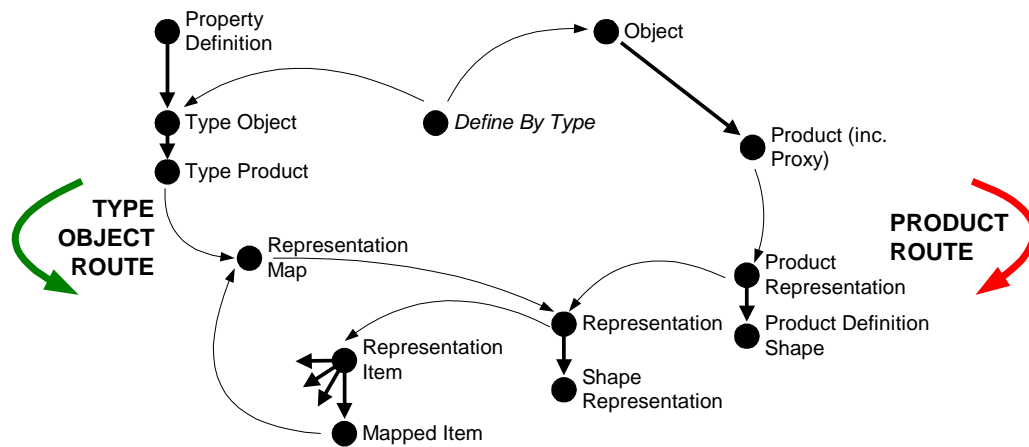 Property
Definition
Object
Type Object
Define By Type
Product (inc.
Proxy)
Type Product
TYPE
OBJECT
ROUTE
PRODUCT
ROUTE
Representation
Map
Product
Representation
Representation
Product Definition
Shape
Representation
Item
Shape
Representation
Mapped Item